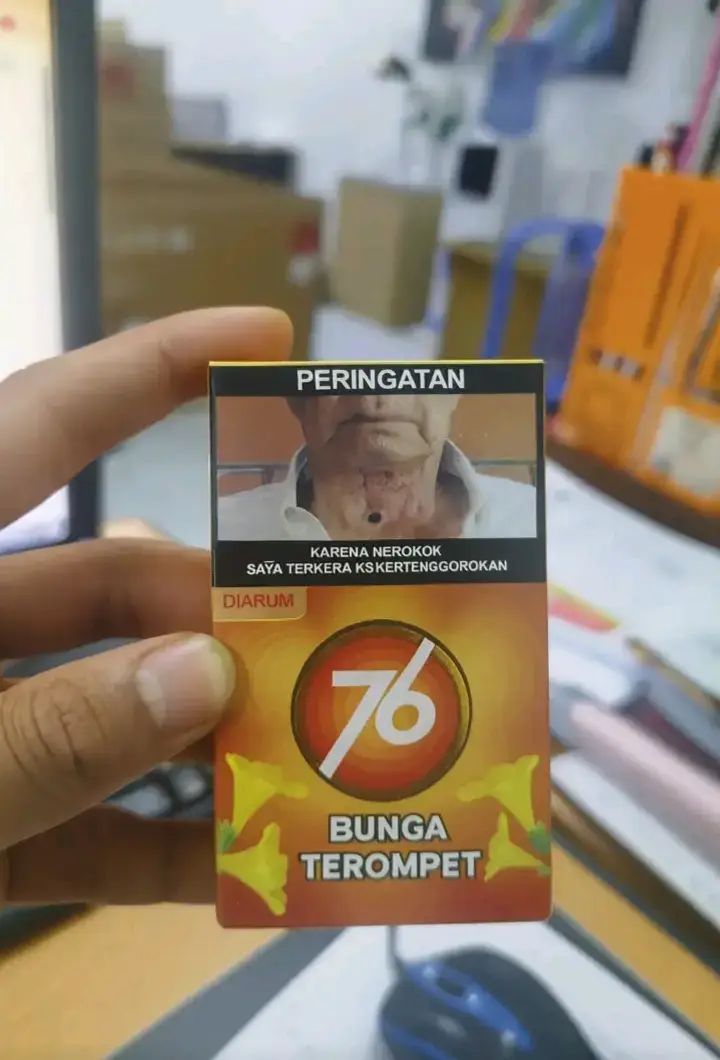 PERINGATAN
KARENA NEROKOK
SAYA TERKERA KSKERTENGGOROKAN
DIARUM
76
BUNGA
TEROMPET